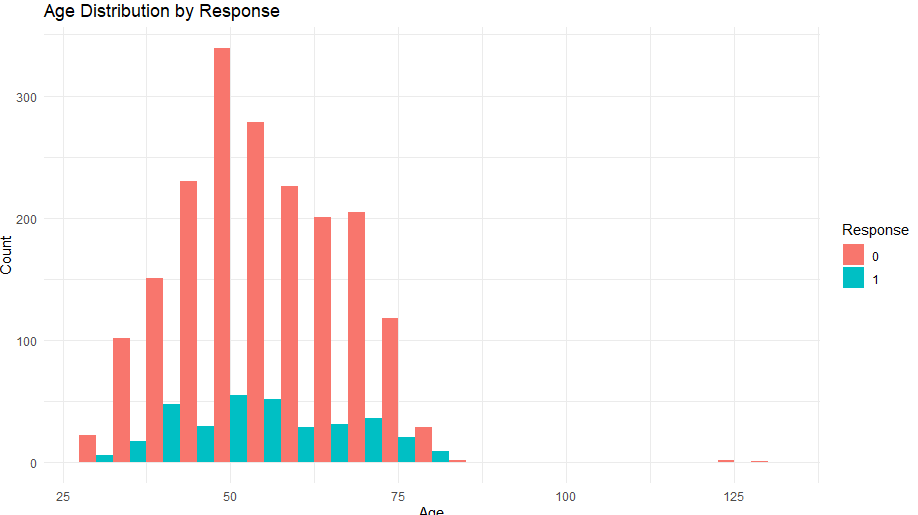 Age Distribution by Response
300
200
100
0
Count
25 50 75 100 125
Age
Response
0
1